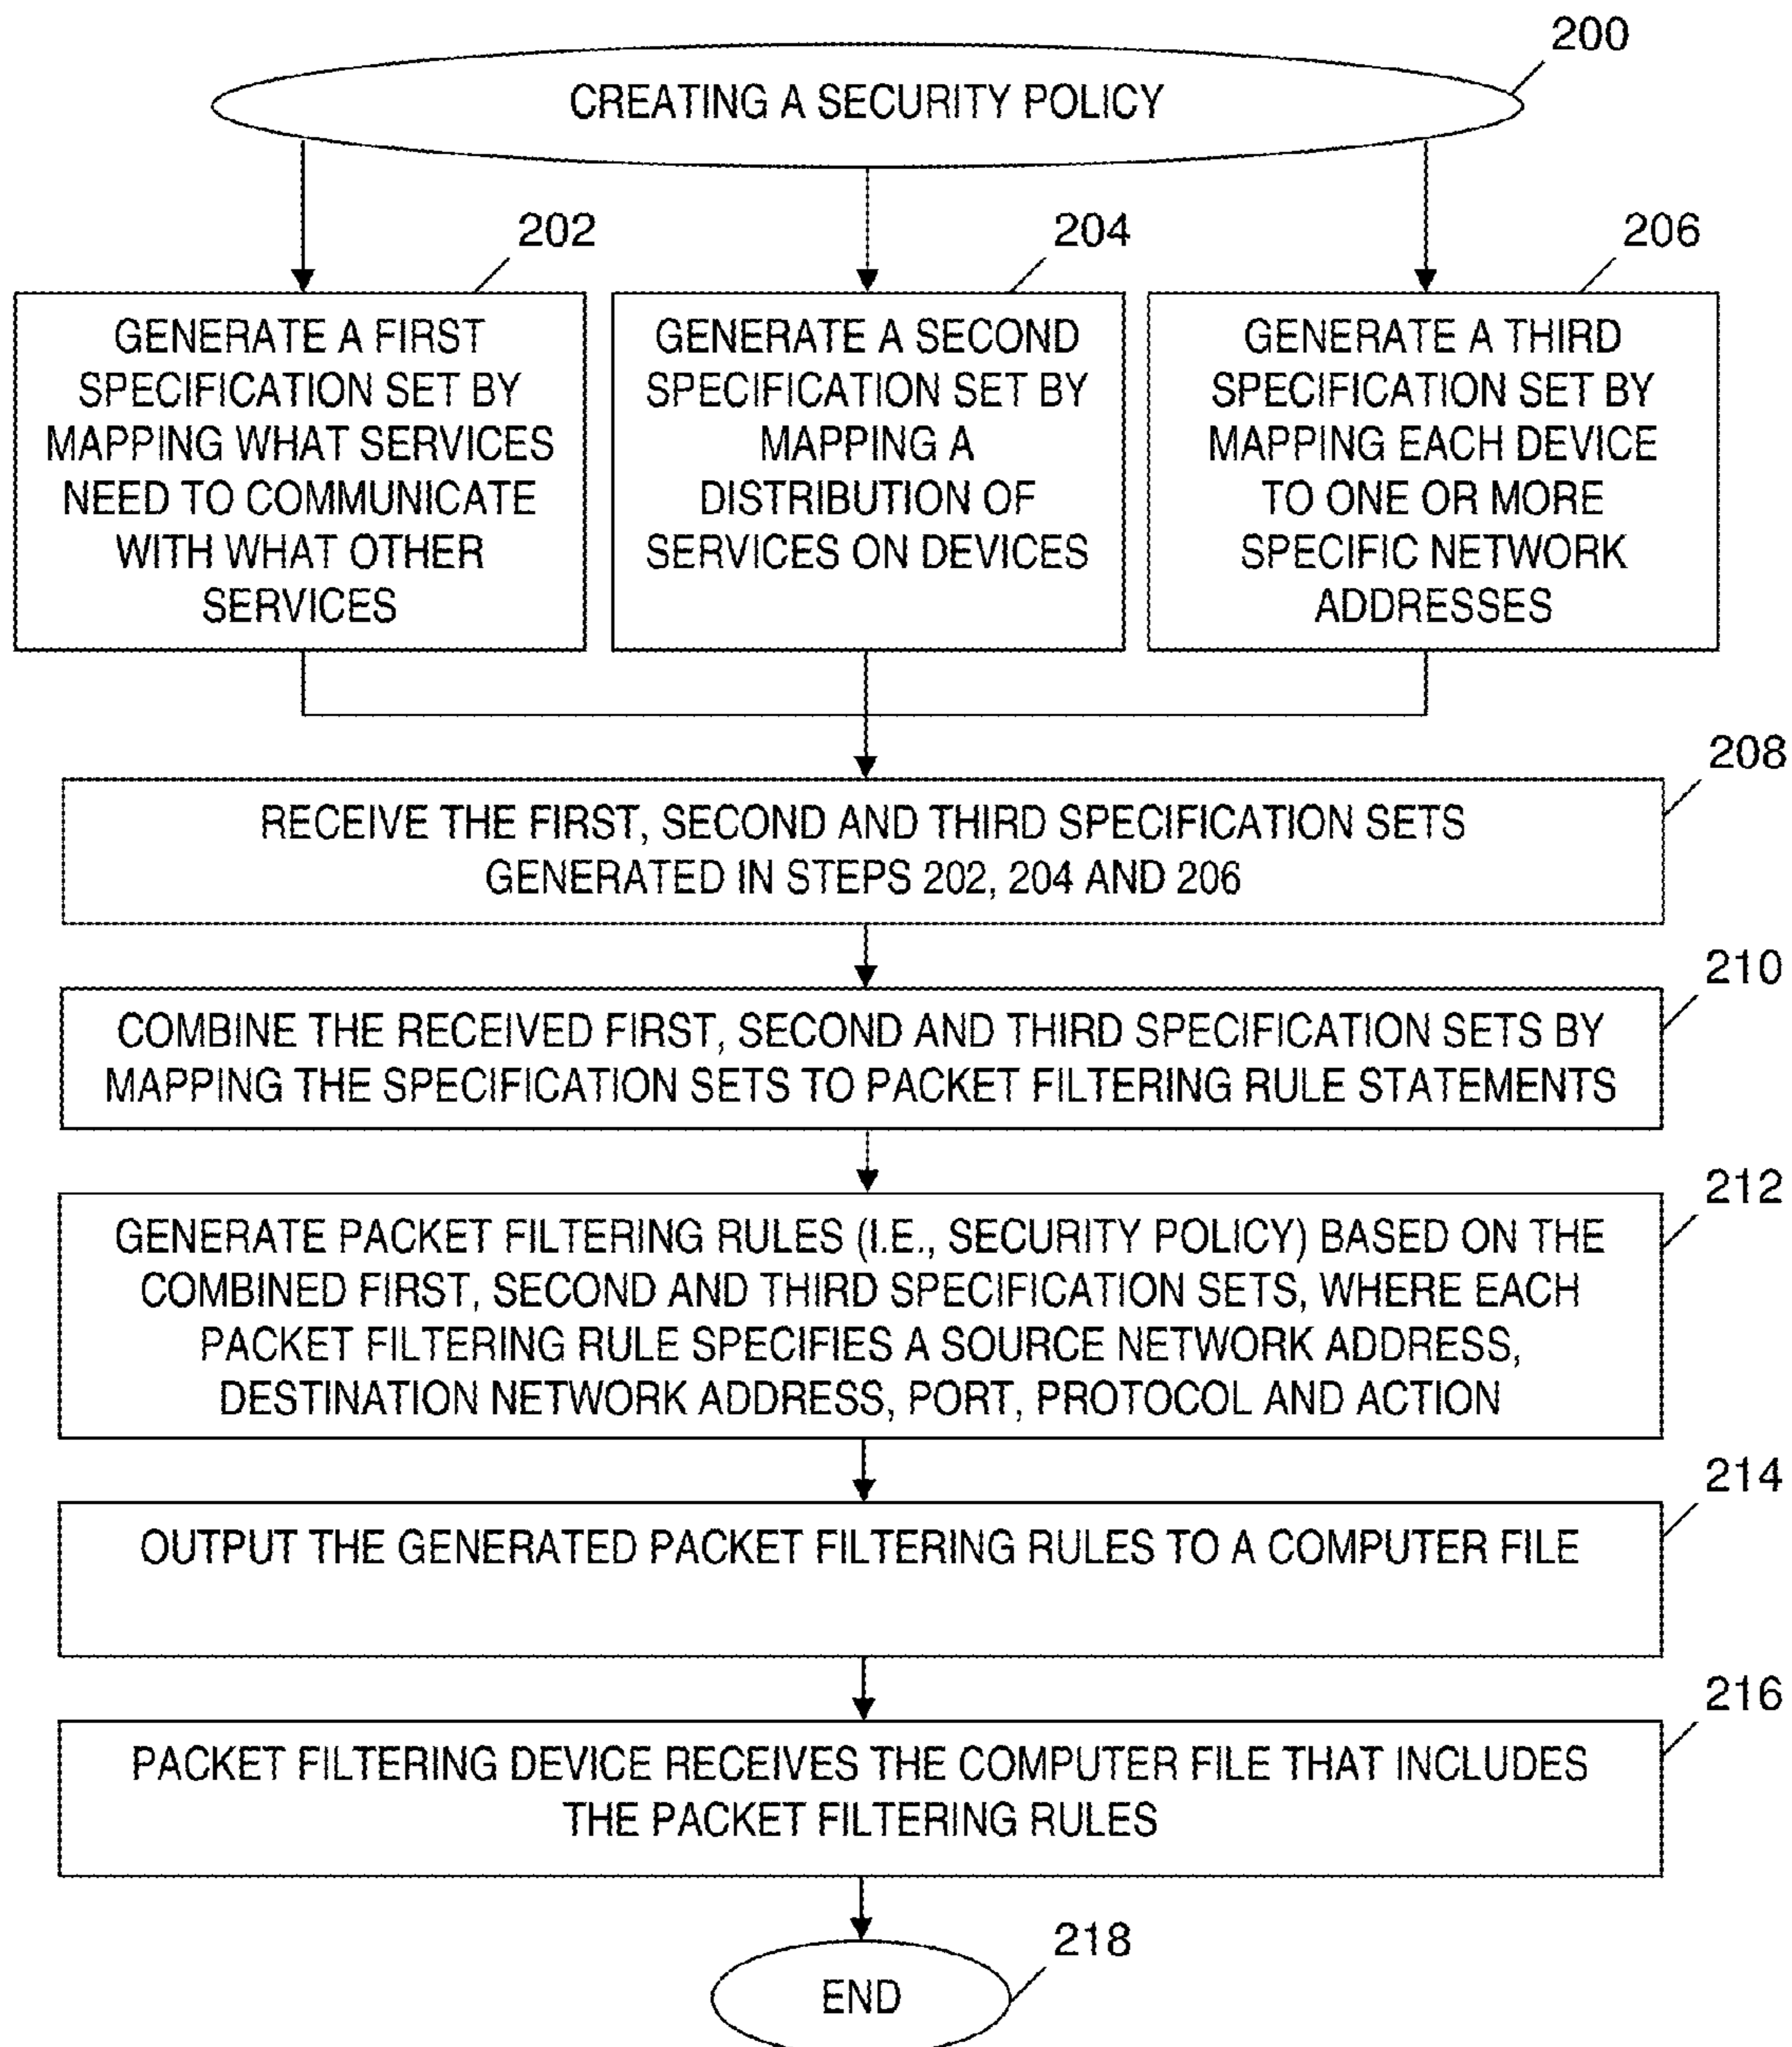 200
CREATING A SECURITY POLICY
202
204
206
GENERATE A FIRST
SPECIFICATION SET BY
MAPPING WHAT SERVICES
NEED TO COMMUNICATE
WITH WHAT OTHER
SERVICES
GENERATE A SECOND
SPECIFICATION SET BY
MAPPING A
DISTRIBUTION OF
SERVICES ON DEVICES
GENERATE A THIRD
SPECIFICATION SET BY
MAPPING EACH DEVICE
TO ONE OR MORE
SPECIFIC NETWORK
ADDRESSES
208
RECEIVE THE FIRST, SECOND AND THIRD SPECIFICATION SETS
GENERATED IN STEPS 202, 204 AND 206
210
COMBINE THE RECEIVED FIRST, SECOND AND THIRD SPECIFICATION SETS BY
MAPPING THE SPECIFICATION SETS TO PACKET FILTERING RULE STATEMENTS
212
GENERATE PACKET FILTERING RULES (I.E., SECURITY POLICY) BASED ON THE
COMBINED FIRST, SECOND AND THIRD SPECIFICATION SETS, WHERE EACH
PACKET FILTERING RULE SPECIFIES A SOURCE NETWORK ADDRESS,
DESTINATION NETWORK ADDRESS, PORT, PROTOCOL AND ACTION
214
OUTPUT THE GENERATED PACKET FILTERING RULES TO A COMPUTER FILE
216
PACKET FILTERING DEVICE RECEIVES THE COMPUTER FILE THAT INCLUDES
THE PACKET FILTERING RULES
218
END